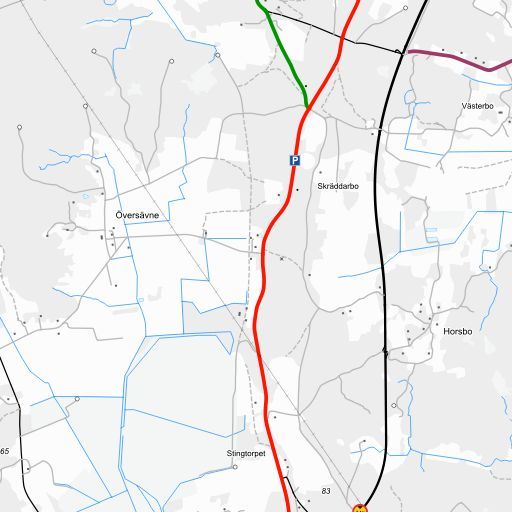 Västerbo
P
Skräddarbo
Översävne
Horsbo
65
Stingtorpet
83